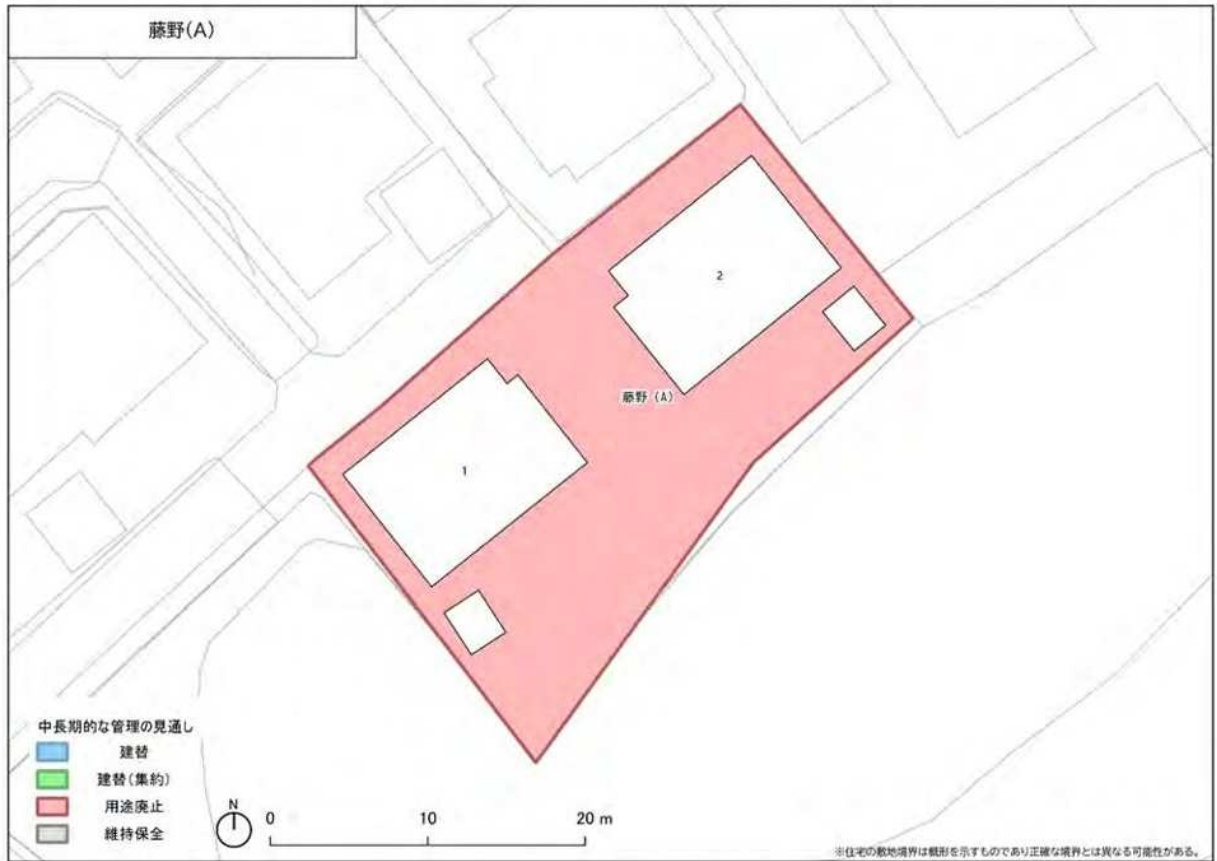 藤野(A)
2
藤野 (A)
1
中長期的な管理の見通し
建替
建替(集約)
用途廃止
維持保全
N
0 10 20 m
※住宅の敷地境界は概形を示すものであり正確な境界とは異なる可能性がある。